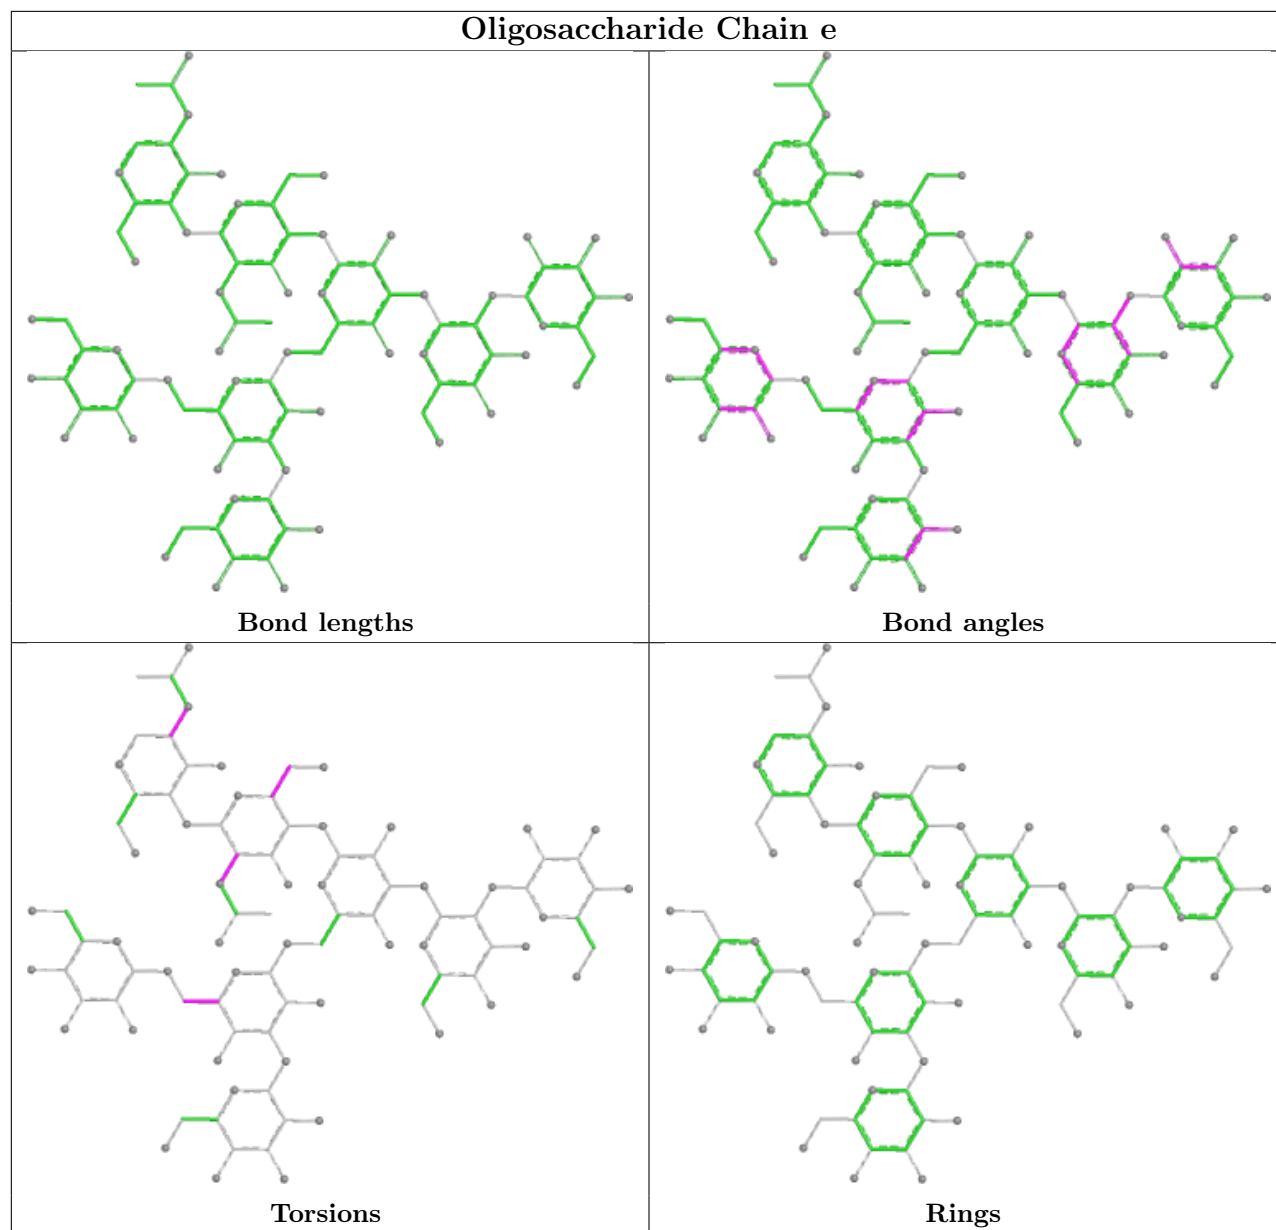 Oligosaccharide Chain e
Bond lengths
Bond angles
Torsions
Rings